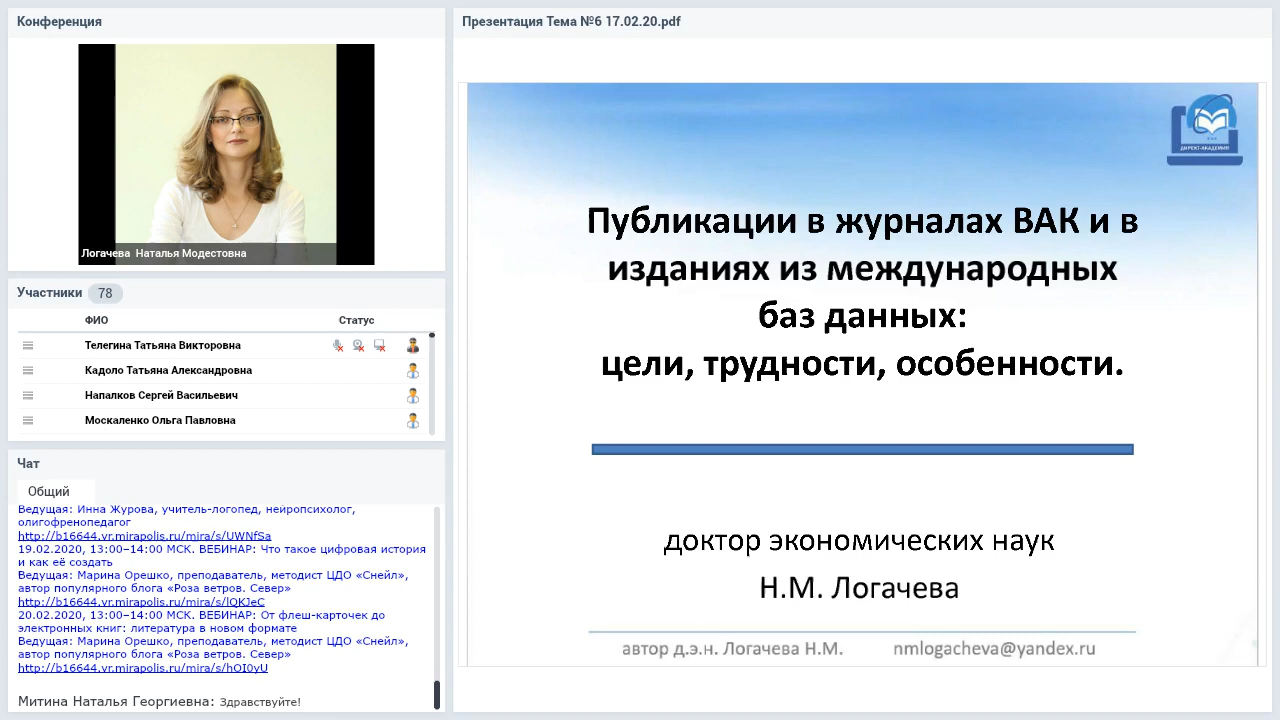 Конференция
Логачева Наталья Модестовна
Участники 78
ФИО Статус
Телегина Татьяна Викторовна
Кадоло Татьяна Александровна
Напалков Сергей Васильевич
Москаленко Ольга Павловна
Чат
Общий
Ведущая: Инна Журова, учитель-логопед, нейропсихолог,
олигофренопедагог
http://b16644.vr.mirapolis.ru/mira/s/UWNfSa
19.02.2020, 13:00–14:00 МСК. ВЕБИНАР: Что такое цифровая история
и как её создать
Ведущая: Марина Орешко, преподаватель, методист ЦДО «Снейл»,
автор популярного блога «Роза ветров. Север»
http://b16644.vr.mirapolis.ru/mira/s/lQKJeC
20.02.2020, 13:00–14:00 МСК. ВЕБИНАР: От флеш-карточек до
электронных книг: литература в новом формате
Ведущая: Марина Орешко, преподаватель, методист ЦДО «Снейл»,
автор популярного блога «Роза ветров. Север»
http://b16644.vr.mirapolis.ru/mira/s/hOI0yU
Митина Наталья Георгиевна: Здравствуйте!
Презентация Тема №6 17.02.20.pdf
ДИРЕКТ-АКАДЕМИЯ
Публикации в журналах ВАК и в
изданиях из международных
баз данных:
цели, трудности, особенности.
доктор экономических наук
Н.М. Логачева
автор д.э.н. Логачева Н.М. nmlogacheva@yandex.ru